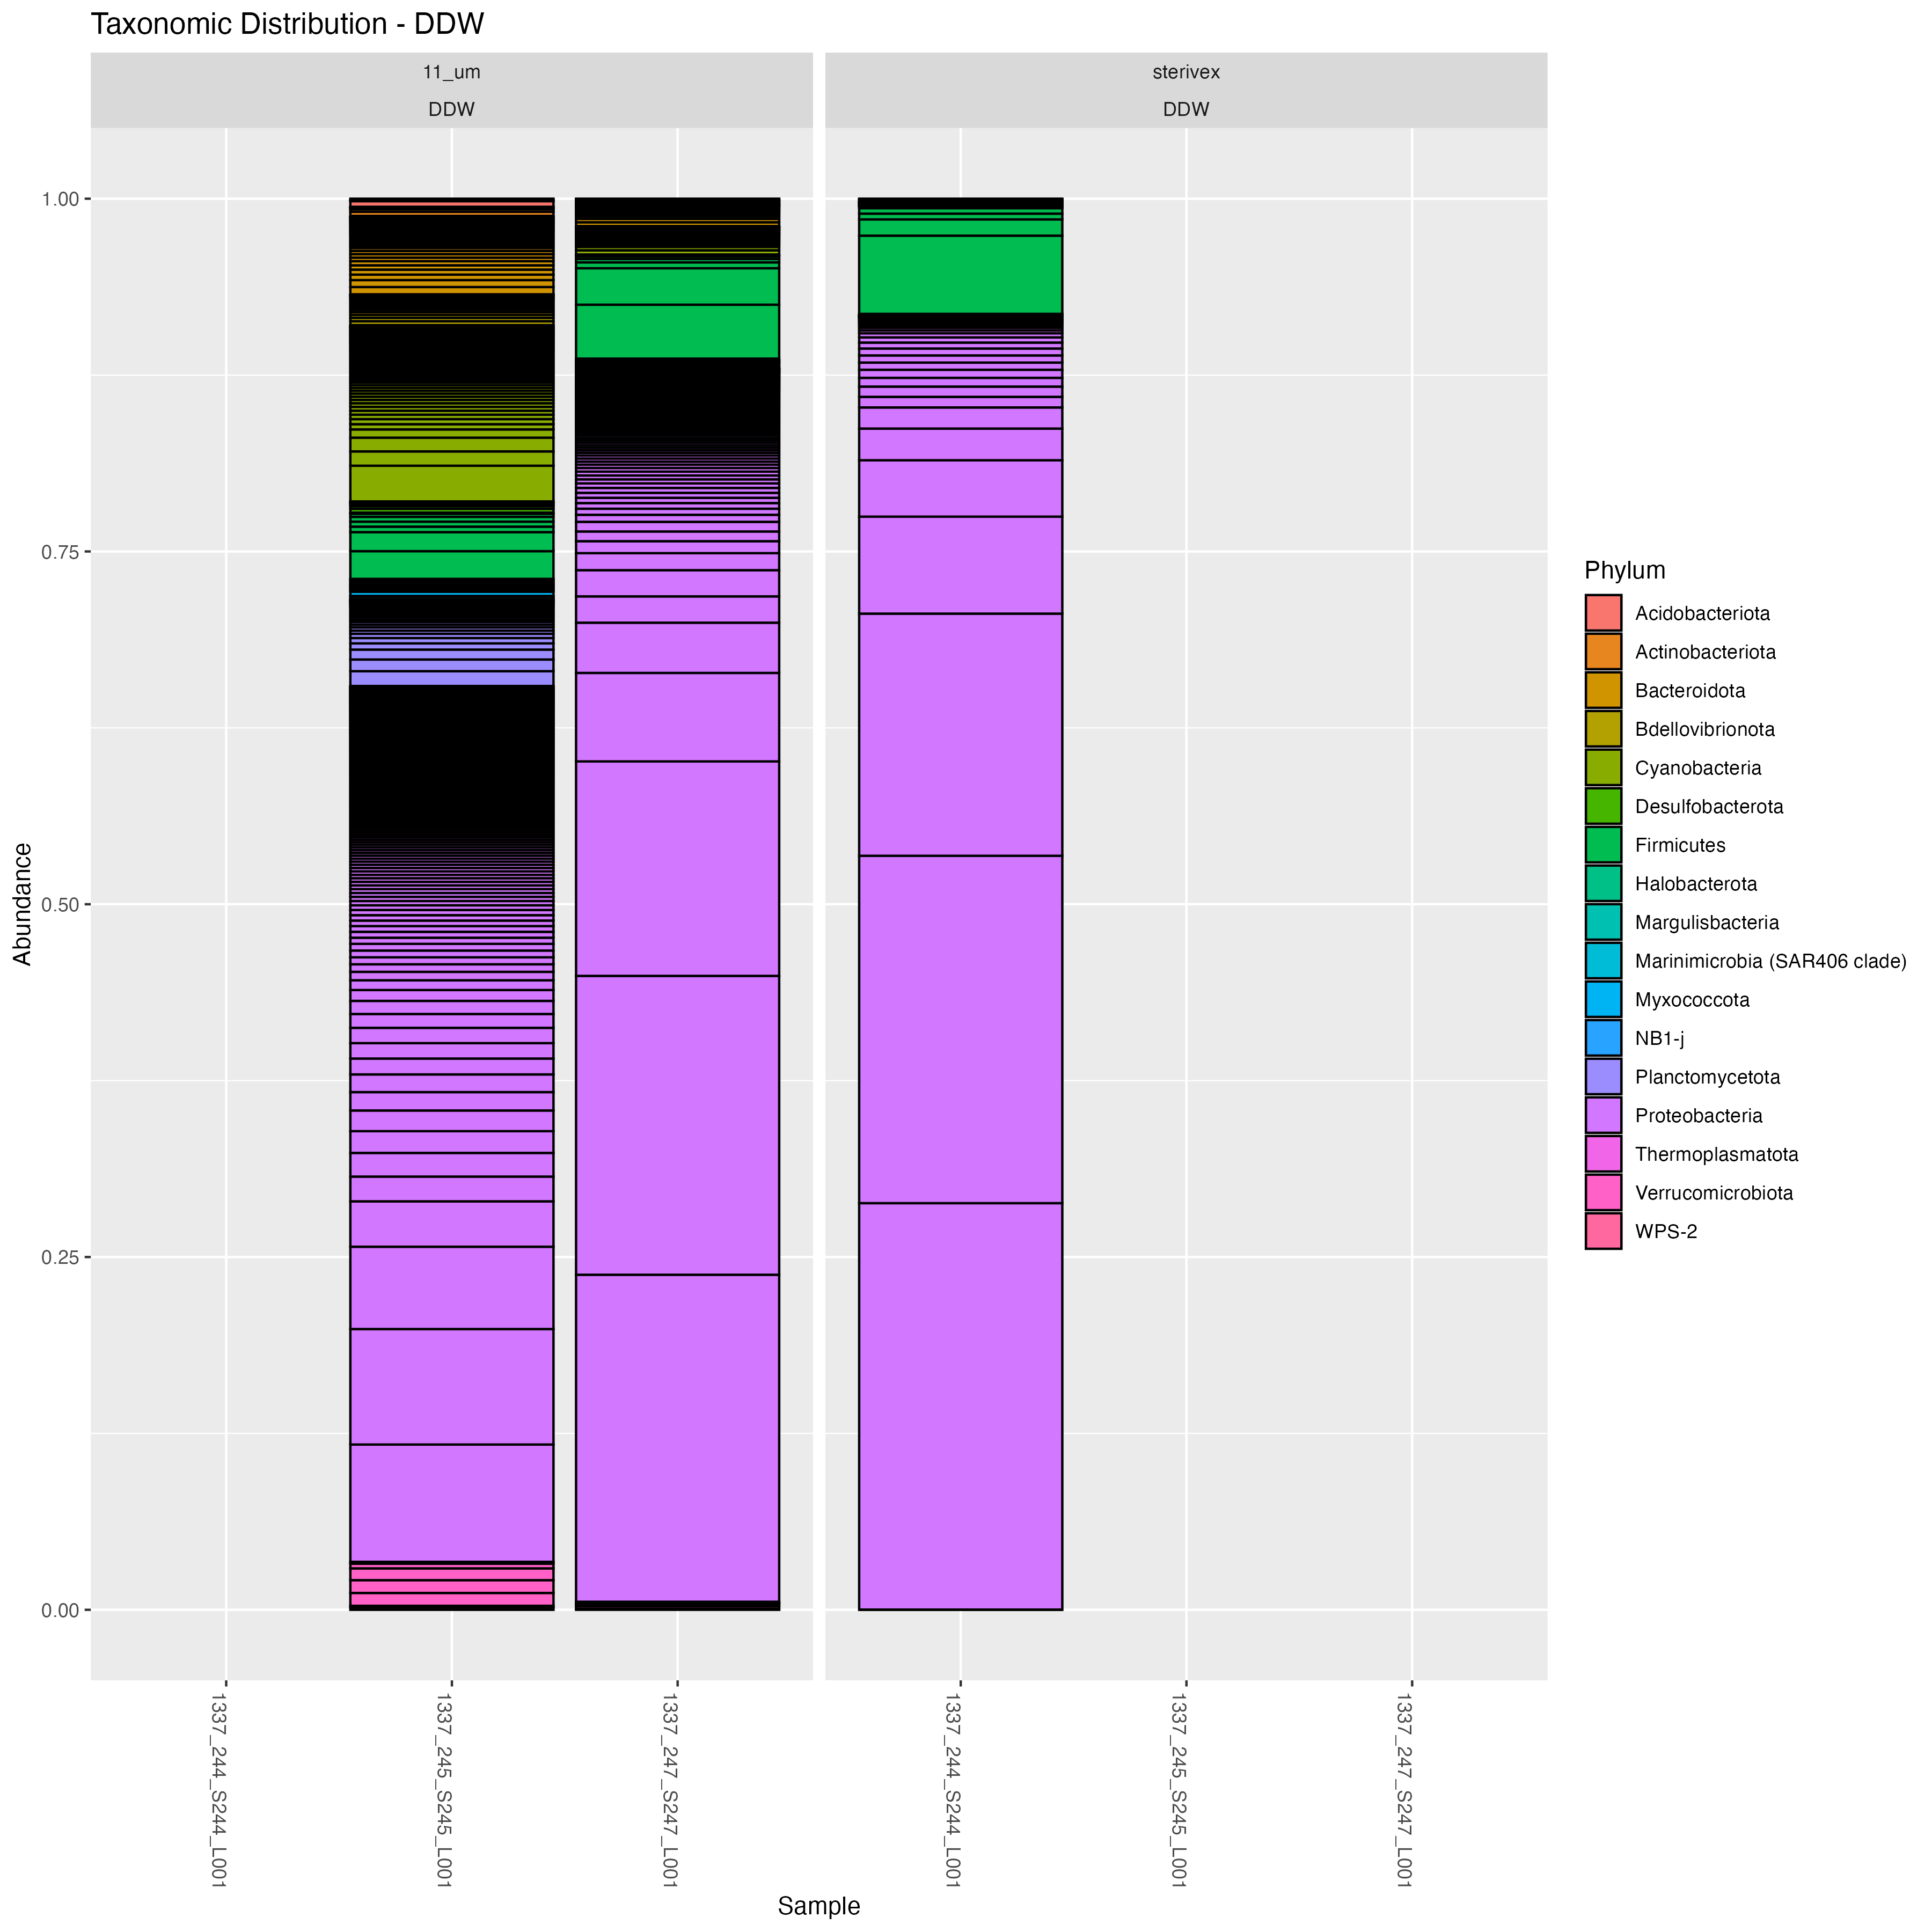 Taxonomic Distribution - DDW
11_um
DDW
sterivex
DDW
1.00
0.75
0.50
0.25
0.00
Abundance
1337_244_S244_L001
1337_245_S245_L001
1337_247_S247_L001
1337_244_S244_L001
1337_245_S245_L001
1337_247_S247_L001
Sample
Phylum
Acidobacteriota
Actinobacteriota
Bacteroidota
Bdellovibrionota
Cyanobacteria
Desulfobacterota
Firmicutes
Halobacterota
Margulisbacteria
Marinimicrobia (SAR406 clade)
Myxococcota
NB1-j
Planctomycetota
Proteobacteria
Thermoplasmatota
Verrucomicrobiota
WPS-2